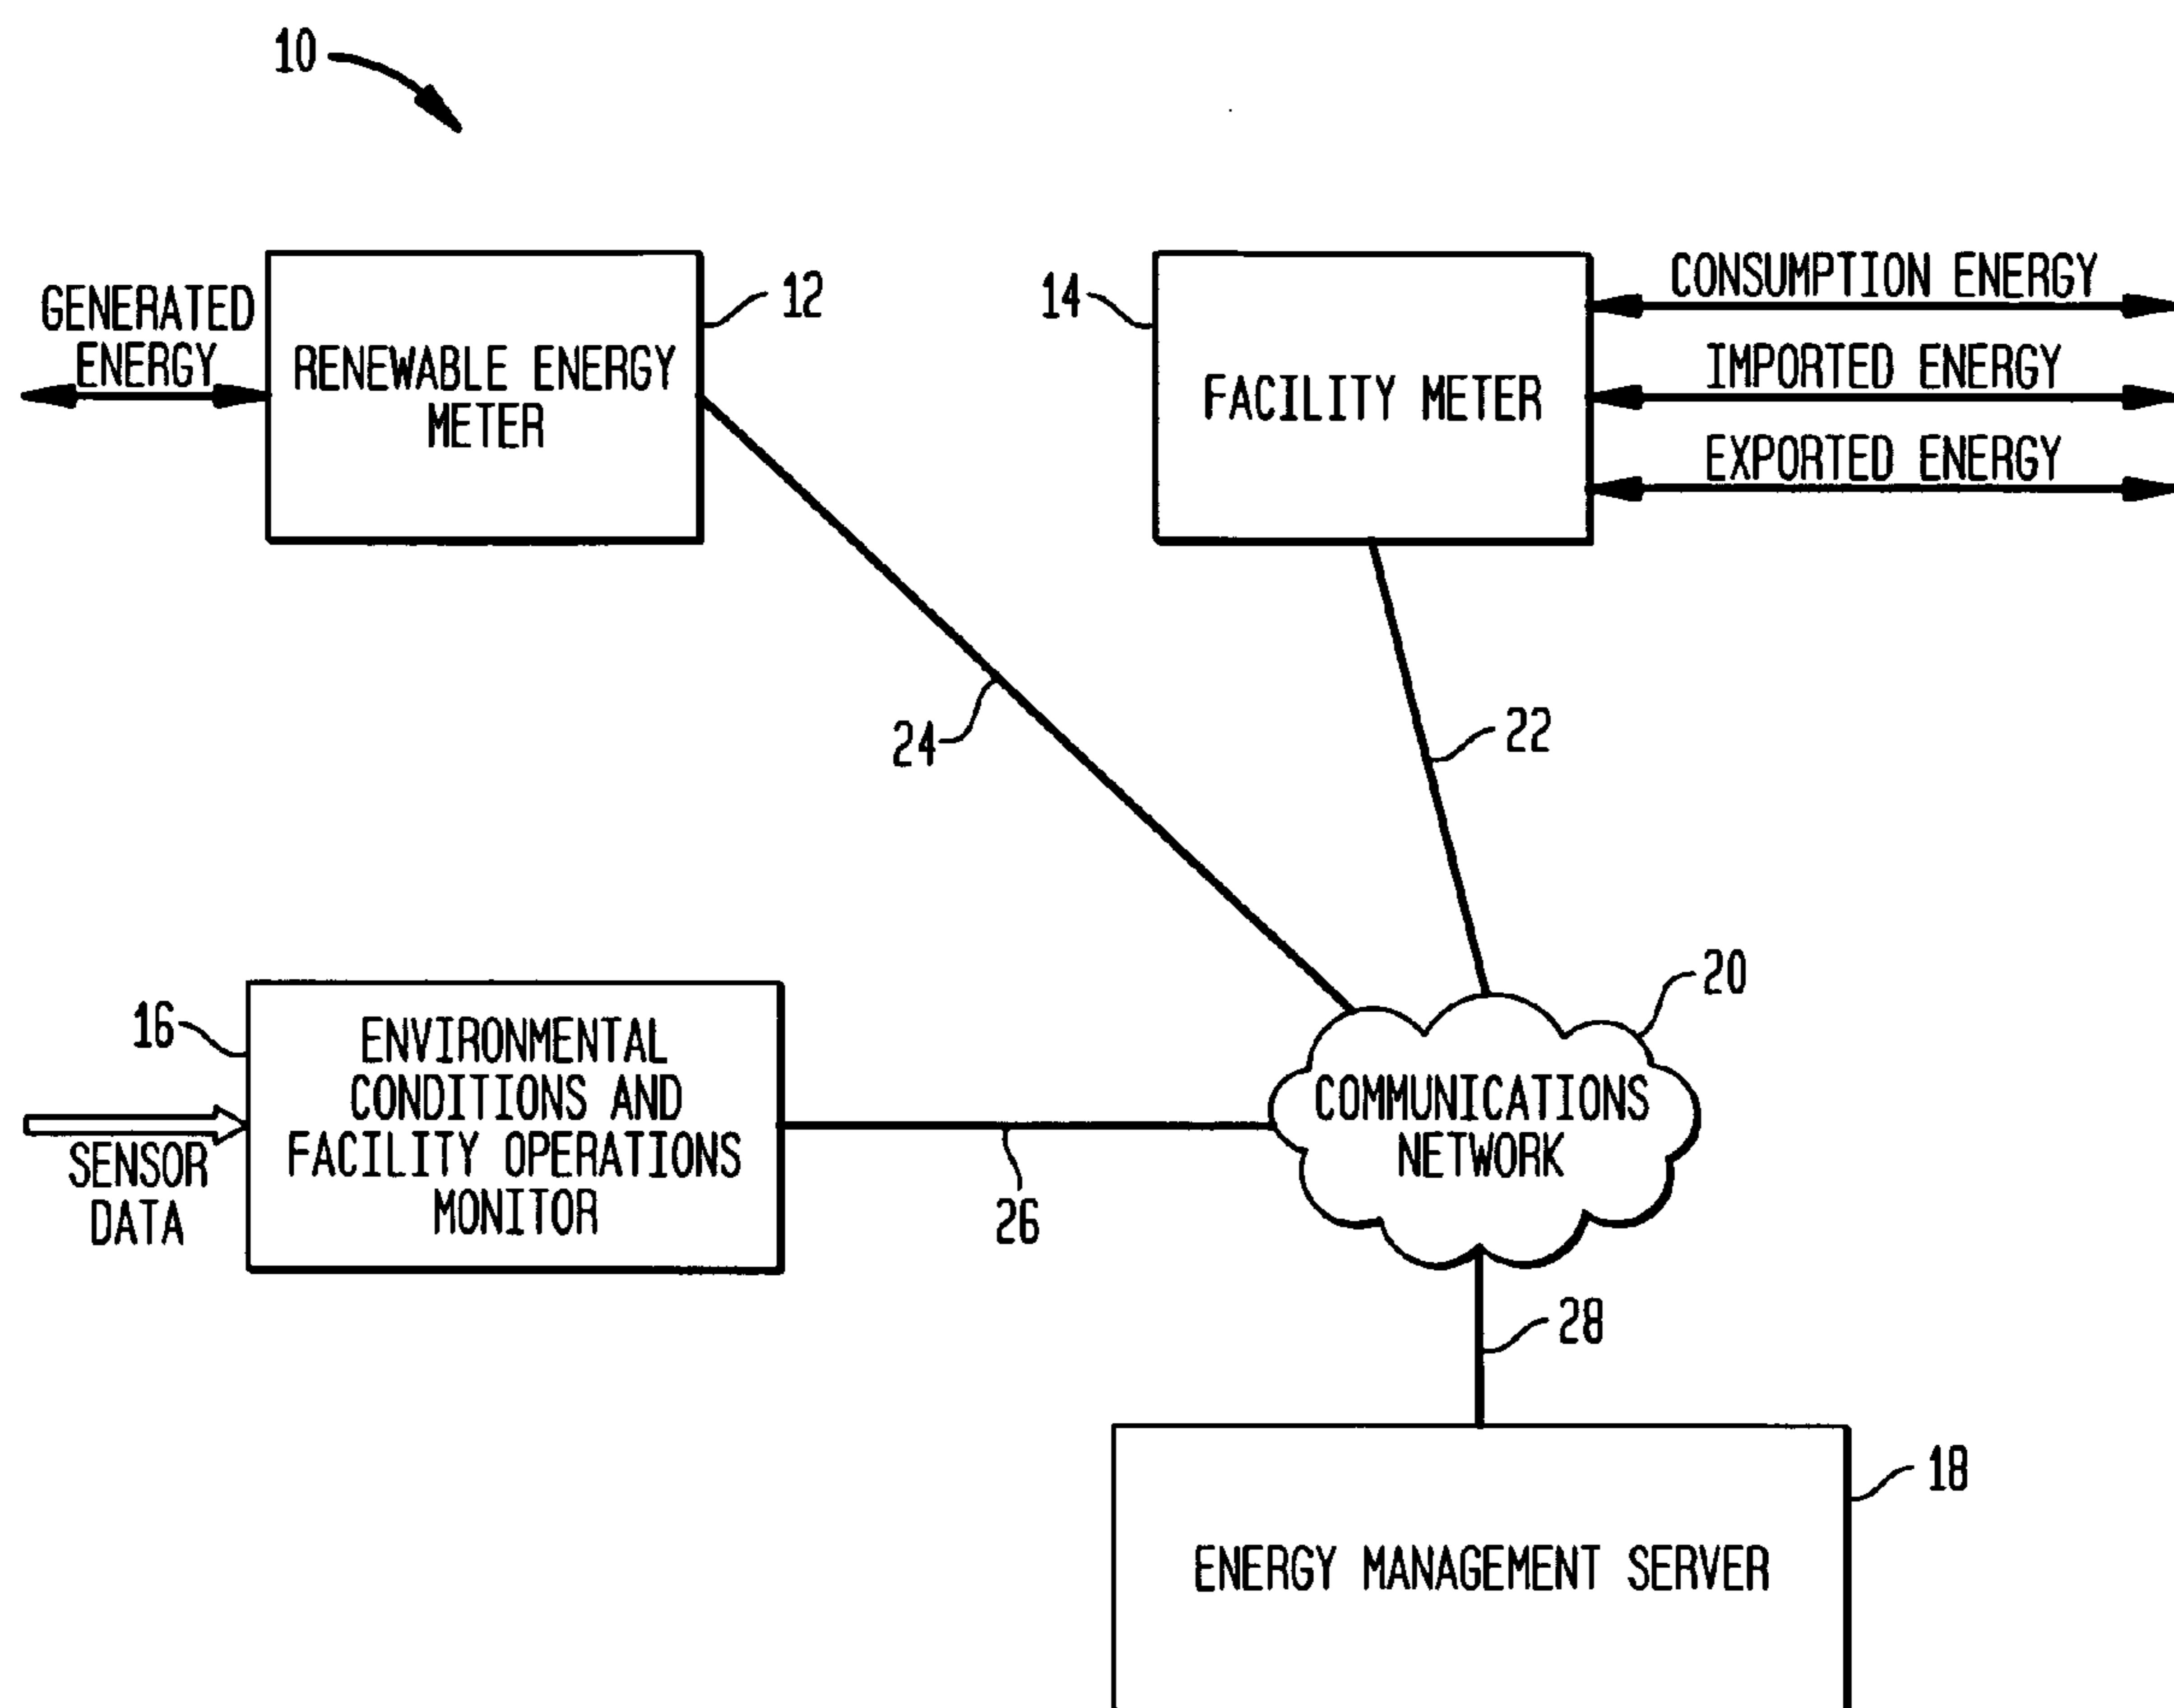 10
GENERATED
ENERGY
RENEWABLE ENERGY
METER
12
14
FACILITY METER
CONSUMPTION ENERGY
IMPORTED ENERGY
EXPORTED ENERGY
24
22
20
16
ENVIRONMENTAL
CONDITIONS AND
FACILITY OPERATIONS
MONITOR
SENSOR
DATA
26
COMMUNICATIONS
NETWORK
28
18
ENERGY MANAGEMENT SERVER